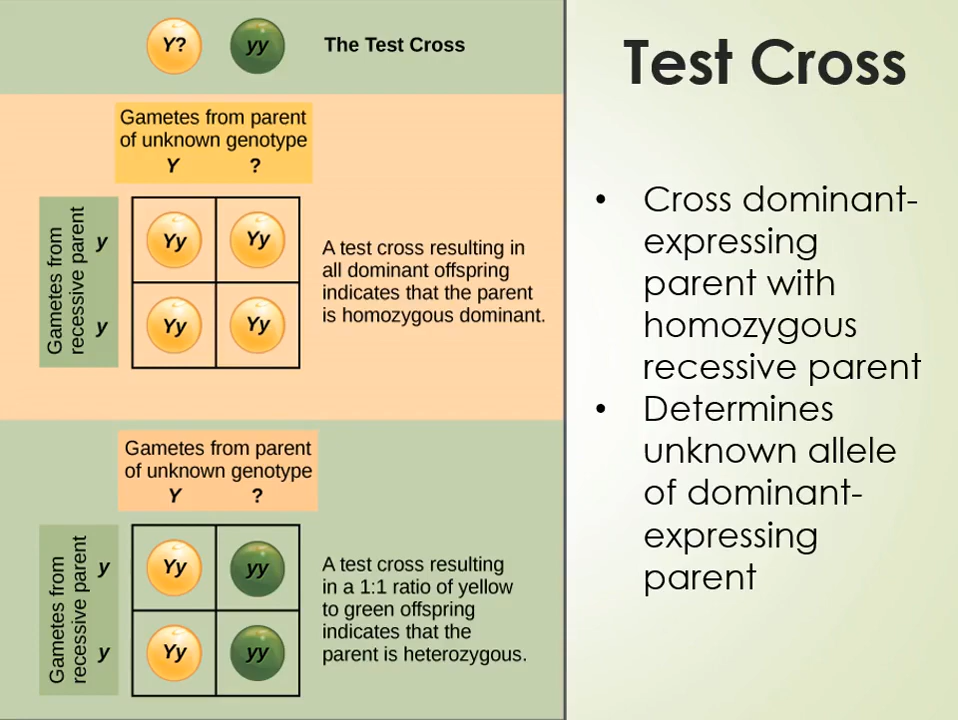 Y?
yy
The Test Cross
Gametes from parent
of unknown genotype
Y ?
Gametes from
recessive parent
y
y
Yy Yy
Yy Yy
A test cross resulting in
all dominant offspring
indicates that the parent
is homozygous dominant.
Gametes from parent
of unknown genotype
Y ?
Gametes from
recessive parent
y
y
Yy yy
Yy yy
A test cross resulting
in a 1:1 ratio of yellow
to green offspring
indicates that the
parent is heterozygous.
Test Cross
• Cross dominant-
expressing
parent with
homozygous
recessive parent
• Determines
unknown allele
of dominant-
expressing
parent